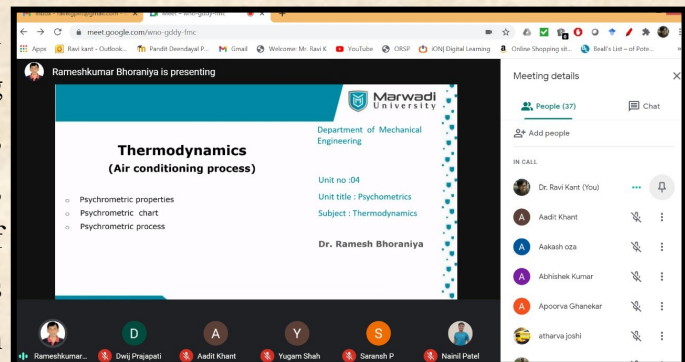 meet.google.com/wno-gddy-fmc
Apps
Ravi kant - Outlook...
Pandit Deendayal P...
Gmail
Welcome: Mr. Ravi K
YouTube
ORSP
ION| Digital Learning
Online Shopping sit...
Beall's List – of Pote...
Rameshkumar Bhoraniya is presenting
Marwadi
University
Department of Mechanical
Engineering
Thermodynamics
(Air conditioning process)
Unit no :04
Unit title : Psychometrics
Subject : Thermodynamics
Psychrometric properties
Psychrometric chart
Psychrometric process
Dr. Ramesh Bhoraniya
Rameshkumar...
D
Dwij Prajapati
A
Aadit Khant
Y
Yugam Shah
S
Saransh P
Nainil Patel
Meeting details
People (37)
Chat
Add people
IN CALL
Dr. Ravi Kant (You)
A
Aadit Khant
A
Aakash oza
A
Abhishek Kumar
A
Apoorva Ghanekar
atharva joshi